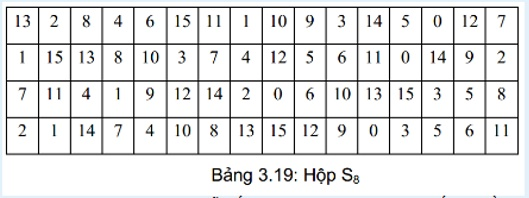 13 2 8 4 6 15 11 1 10 9 3 14 5 0 12 7
1 15 13 8 10 3 7 4 12 5 6 11 0 14 9 2
7 11 4 1 9 12 14 2 0 6 10 13 15 3 5 8
2 1 14 7 4 10 8 13 15 12 9 0 3 5 6 11
Bảng 3.19: Hộp S8